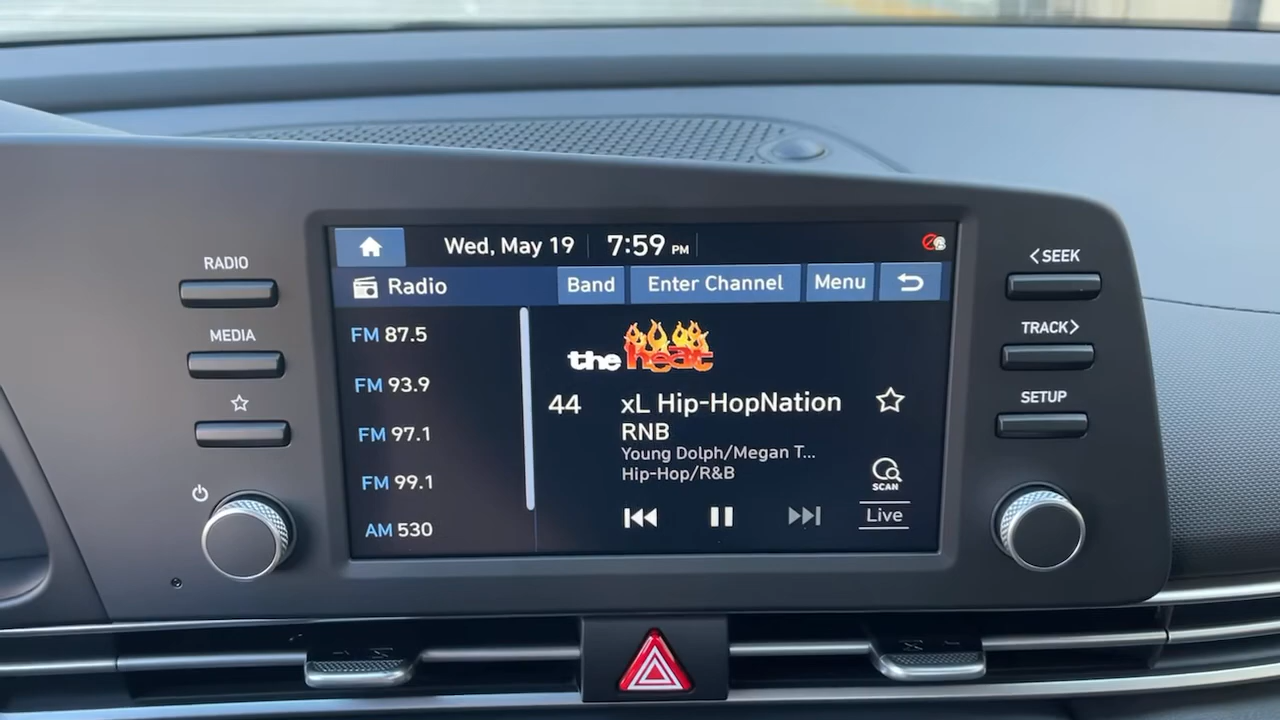 Wed, May 19 7:59 PM
Radio Band Enter Channel Menu
RADIO
MEDIA
FM 87.5
FM 93.9
FM 97.1
FM 99.1
AM 530
the heat
44 xL Hip-HopNation
RNB
Young Dolph/Megan T...
Hip-Hop/R&B
SCAN
Live
<SEEK
TRACK>
SETUP